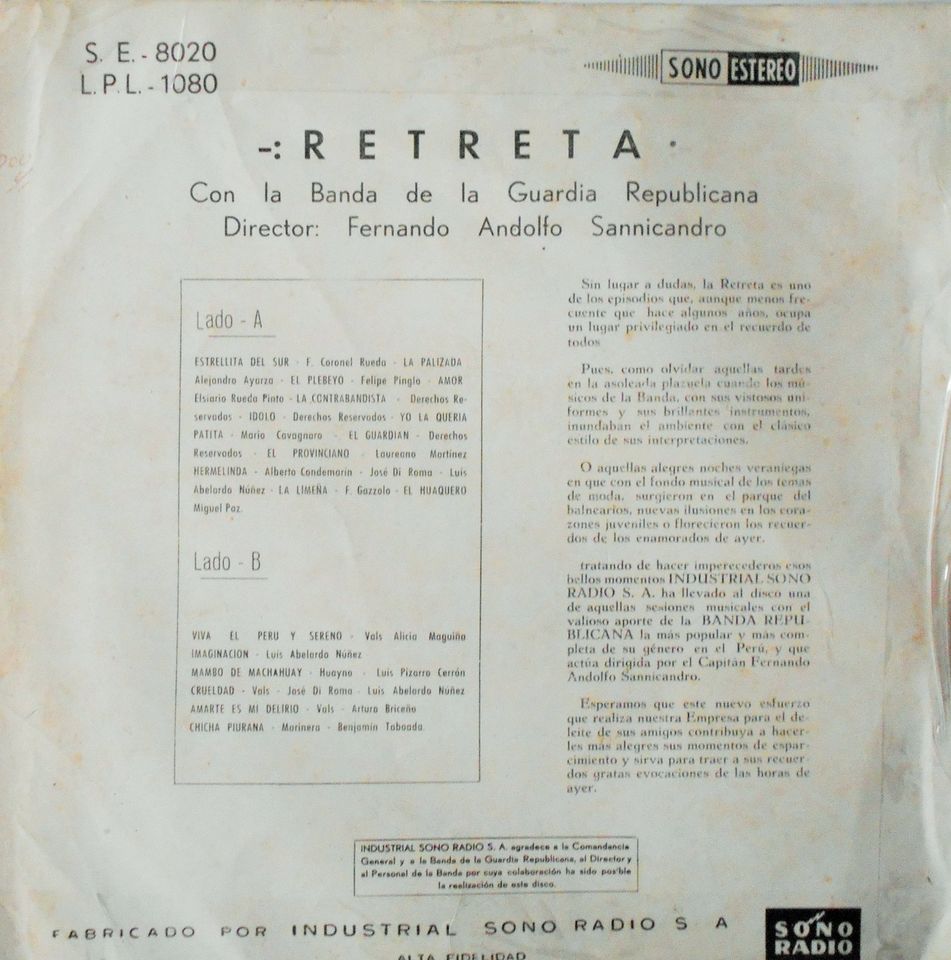 S. E. - 8020
L. P. L. - 1080
SONO ESTEREO
-: R E T R E T A ·
Con la Banda de la Guardia Republicana
Director: Fernando Andolfo Sannicandro
Lado - A
ESTRELLITA DEL SUR - F. Coronel Rueda - LA PALIZADA
Alejandro Ayarza - EL PLEBEYO - Felipe Pinglo - AMOR
Elsiario Rueda Pinto - LA CONTRABANDISTA - Derechos Re-
servados - IDOLO - Derechos Reservados - YO LA QUERIA
PATITA - Mario Cavagnaro - EL GUARDIAN - Derechos
Reservados - EL PROVINCIANO - Laureano Martinez
HERMELINDA - Alberto Condemarin - José Di Roma - Luis
Abelardo Núñez - LA LIMEÑA - F. Gazzolo - EL HUAQUERO
Miguel Paz.
Lado - B
VIVA EL PERU Y SERENO - Vals Alicia Maguiña
IMAGINACION - Luis Abelardo Núñez
MAMBO DE MACHAHUAY - Huayno - Luis Pizarro Cerrón
CRUELDAD - Vals - José Di Roma - Luis Abelardo Núñez
AMARTE ES MI DELIRIO - Vals - Arturo Briceño
CHICHA PIURANA - Marinera - Benjamin Taboada.
Sin lugar a dudas, la Retreta es uno
de los episodios que, aunque menos fre-
cuente que hace algunos años, ocupa
un lugar privilegiado en el recuerdo de
todos
Pues, como olvidar aquellas tardes
en la asoleada plazuela cuando los mú-
sicos de la Banda, con sus vistosos uni-
formes y sus brillantes instrumentos,
inundaban el ambiente con el clásico
estilo de sus interpretaciones.
O aquellas alegres noches veraniegas
en que con el fondo musical de los temas
de moda, surgieron en el parque del
balnearios, nuevas ilusiones en los cora-
zones juveniles o florecieron los recuer-
dos de los enamorados de ayer.
tratando de hacer imperecederos esos
bellos momentos INDUSTRIAL SONO
RADIO S. A. ha llevado al disco una
de aquellas sesiones musicales con el
valioso aporte de la BANDA REPU-
BLICANA la más popular y más com-
pleta de su género en el Perú, y que
actúa dirigida por el Capitán Fernando
Andolfo Sannicandro.
Esperamos que este nuevo esfuerzo
que realiza nuestra Empresa para el de-
leite de sus amigos contribuya a hacer-
les más alegres sus momentos de espar-
cimiento y sirva para traer a sus recuer-
dos gratas evocaciones de las horas de
ayer.
INDUSTRIAL SONO RADIO S. A. agradece a la Comandancia
General y a la Banda de la Guardia Republicana, al Director y
al Personal de la Banda por cuya colaboración ha sido posible
la realización de este disco.
FABRICADO POR INDUSTRIAL SONO RADIO S A
SONO
RADIO
ALTA FIDELIDAD